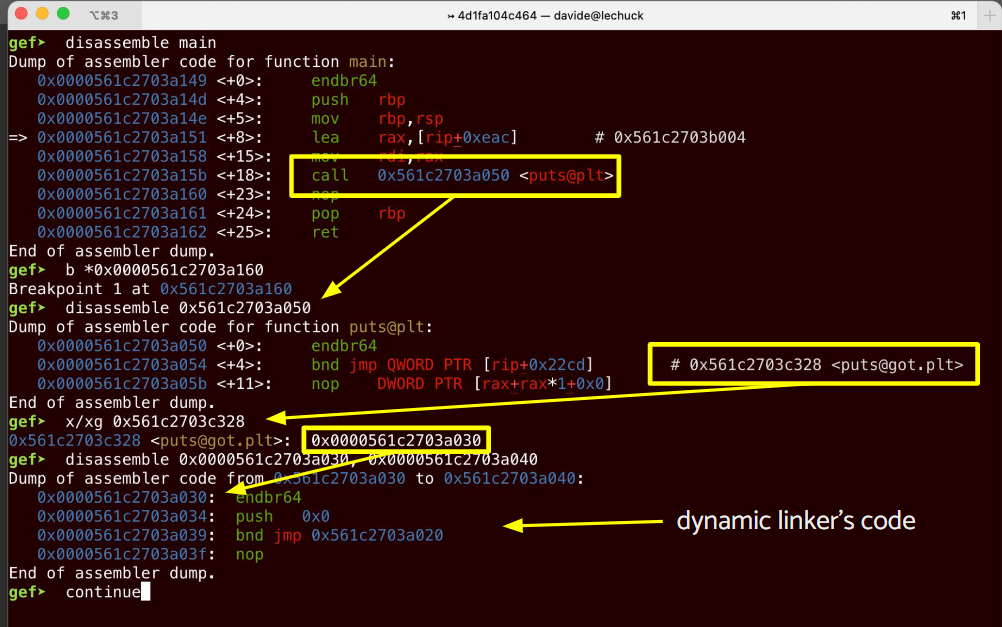 ⌥⌘3 ↣ 4d1fa104c464 — davide@lechuck ⌘1 +
gef➤ disassemble main
Dump of assembler code for function main:
0x0000561c2703a149 <+0>: endbr64
0x0000561c2703a14d <+4>: push rbp
0x0000561c2703a14e <+5>: mov rbp,rsp
=> 0x0000561c2703a151 <+8>: lea rax,[rip+0xeac] # 0x561c2703b004
0x0000561c2703a158 <+15>: mov rdi,rax
0x0000561c2703a15b <+18>: call 0x561c2703a050 <puts@plt>
0x0000561c2703a160 <+23>: nop
0x0000561c2703a161 <+24>: pop rbp
0x0000561c2703a162 <+25>: ret
End of assembler dump.
gef➤ b *0x0000561c2703a160
Breakpoint 1 at 0x561c2703a160
gef➤ disassemble 0x561c2703a050
Dump of assembler code for function puts@plt:
0x0000561c2703a050 <+0>: endbr64
0x0000561c2703a054 <+4>: bnd jmp QWORD PTR [rip+0x22cd] # 0x561c2703c328 <puts@got.plt>
0x0000561c2703a05b <+11>: nop DWORD PTR [rax+rax*1+0x0]
End of assembler dump.
gef➤ x/xg 0x561c2703c328
0x561c2703c328 <puts@got.plt>: 0x0000561c2703a030
gef➤ disassemble 0x0000561c2703a030, 0x0000561c2703a040
Dump of assembler code from 0x561c2703a030 to 0x561c2703a040:
0x0000561c2703a030: endbr64
0x0000561c2703a034: push 0x0
0x0000561c2703a039: bnd jmp 0x561c2703a020
0x0000561c2703a03f: nop
dynamic linker's code
End of assembler dump.
gef➤ continue